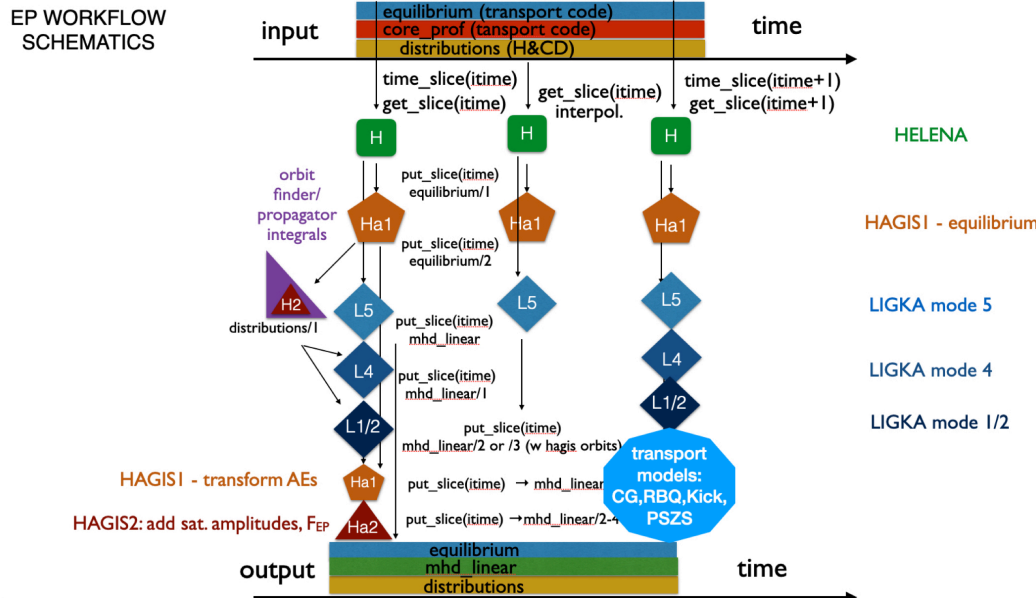 EP WORKFLOW
SCHEMATICS
input
equilibrium (transport code)
core_prof (tansport code)
distributions (H&CD)
time
time_slice(itime)
get_slice(itime)
get_slice(itime)
interpol.
time_slice(itime+1)
get_slice(itime+1)
H
H
H
HELENA
orbit
finder/
propagator
integrals
put_slice(itime)
equilibrium/1
Ha1
Ha1
Ha1
HAGIS1 - equilibrium
put_slice(itime)
equilibrium/2
H2
distributions/1
L5
L5
L5
LIGKA mode 5
put_slice(itime)
mhd_linear
L4
L4
LIGKA mode 4
put_slice(itime)
mhd_linear/1
L1/2
L1/2
LIGKA mode 1/2
put_slice(itime)
mhd_linear/2 or /3 (w hagis orbits)
transport
models:
CG,RBQ,Kick,
PSZS
HAGIS1 - transform AEs
Ha1
put_slice(itime) → mhd_linear
HAGIS2: add sat. amplitudes, FEP
Ha2
put_slice(itime) →mhd_linear/2-4
output
equilibrium
mhd_linear
distributions
time